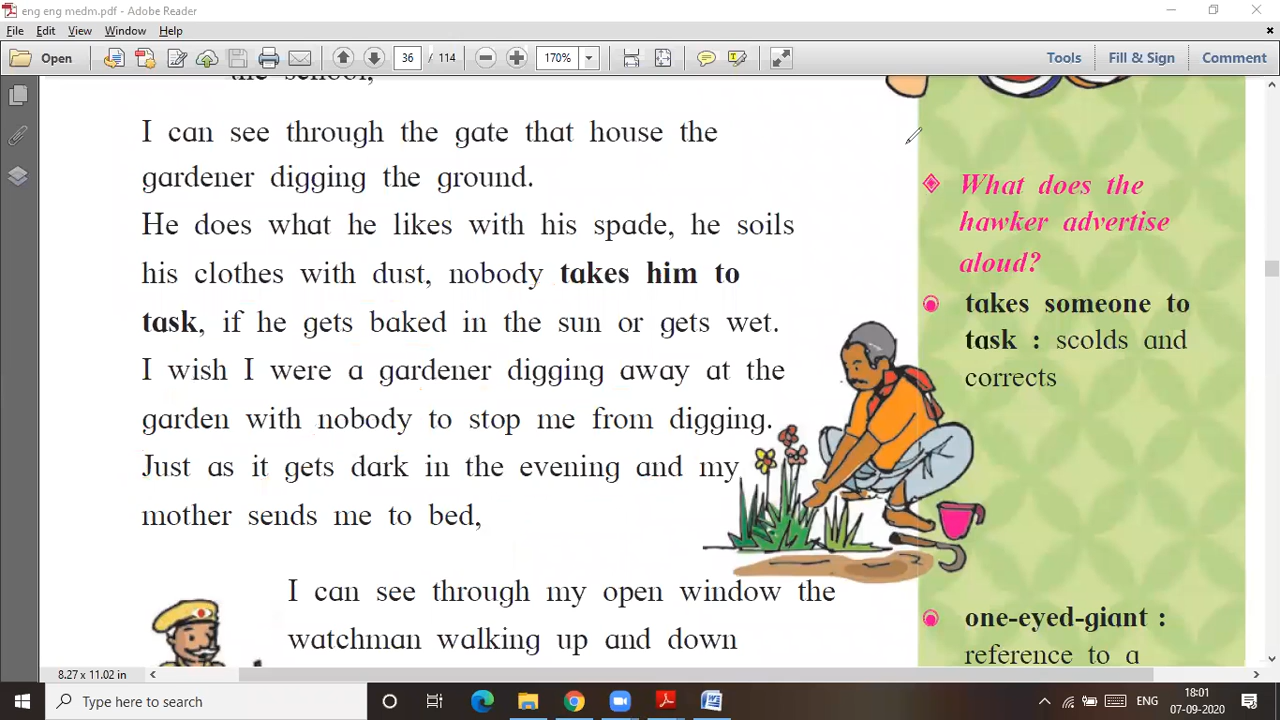 eng eng medm.pdf - Adobe Reader
File Edit View Window Help
Open 36 / 114 170% Tools Fill & Sign Comment
the school,
I can see through the gate that house the
gardener digging the ground.
He does what he likes with his spade, he soils
his clothes with dust, nobody takes him to
task, if he gets baked in the sun or gets wet.
I wish I were a gardener digging away at the
garden with nobody to stop me from digging.
Just as it gets dark in the evening and my
mother sends me to bed,
I can see through my open window the
watchman walking up and down
What does the
hawker advertise
aloud?
takes someone to
task : scolds and
corrects
one-eyed-giant :
reference to a
8.27 x 11.02 in
Type here to search
ENG
18:01
07-09-2020